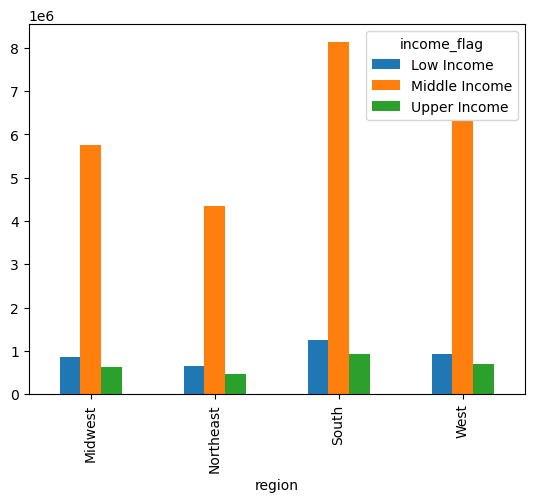 1e6
income_flag
Low Income
Middle Income
Upper Income
8
7
6
5
4
3
2
1
0
Midwest
Northeast
South
West
region